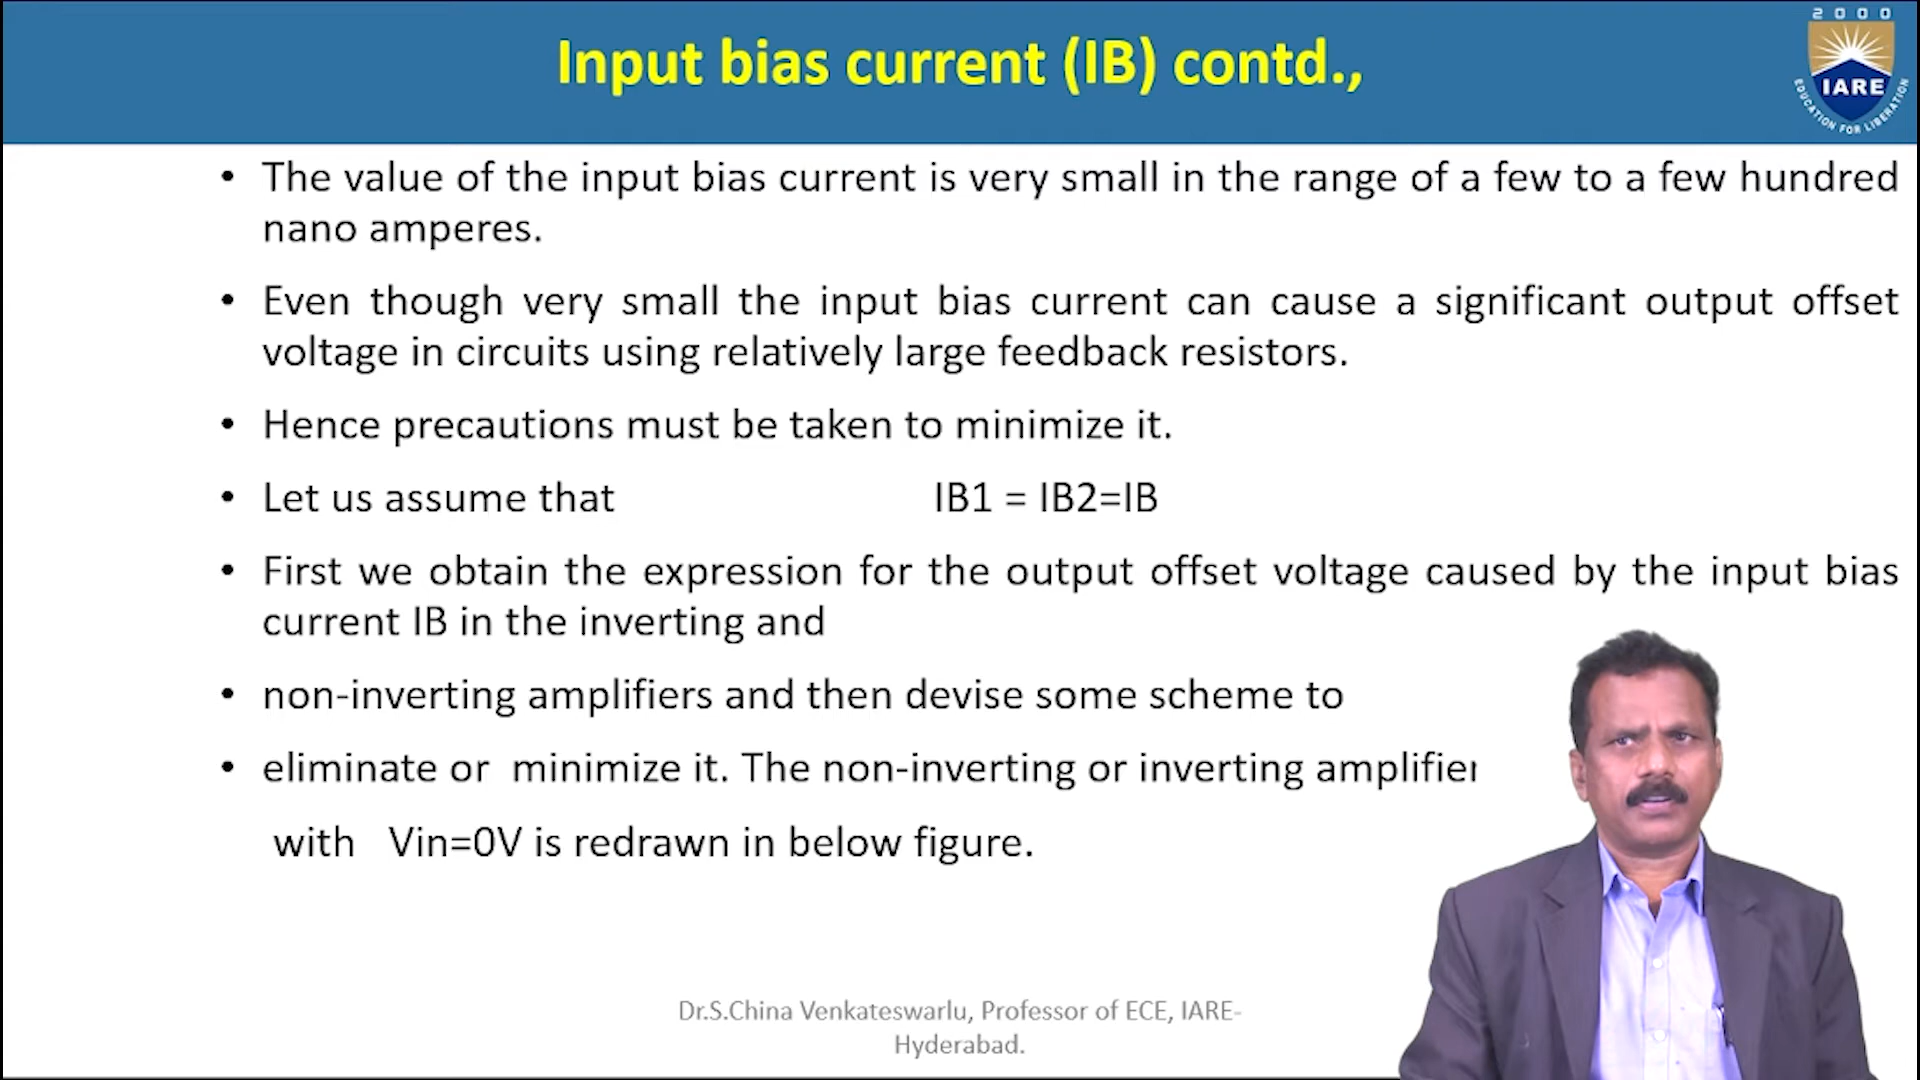 Input bias current (IB) contd.,
2000
IARE
EDUCATION FOR LIBERATION
• The value of the input bias current is very small in the range of a few to a few hundred
nano amperes.
• Even though very small the input bias current can cause a significant output offset
voltage in circuits using relatively large feedback resistors.
• Hence precautions must be taken to minimize it.
• Let us assume that IB1 = IB2=IB
• First we obtain the expression for the output offset voltage caused by the input bias
current IB in the inverting and
• non-inverting amplifiers and then devise some scheme to
• eliminate or minimize it. The non-inverting or inverting amplifier
with Vin=0V is redrawn in below figure.
Dr.S.China Venkateswarlu, Professor of ECE, IARE-
Hyderabad.